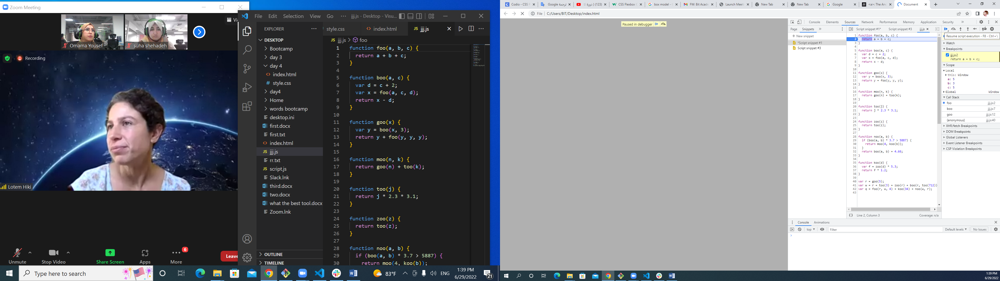 Zoom Meeting
Omama Yousef
suha shehadeh
Recording
Lotem Hiki
Unmute
Stop Video
Share Screen
Apps
6
More
Leave
File Edit Selection View Go ··· jjj.js - Desktop - Visu...
EXPLORER
DESKTOP
Bootcamp
day 3
day 4
index.html
style.css
day4
Home
words bootcamp
desktop.ini
first.docx
first.txt
index.html
jjj.js
rr.txt
script.js
Slack.lnk
third.docx
two.docx
what the best tool.docx
Zoom.lnk
OUTLINE
TIMELINE
style.css
index.html
JS jjj.js
JS jjj.js > foo
1 function foo(a, b, c) {
2 return a + b + c;
3 }
4
5 function boo(a, c) {
6 var d = c + 2;
7 var x = foo(a, c, d);
8 return x - d;
9 }
10
11 function goo(x) {
12 var y = boo(x, 3);
13 return y + foo(y, y, y);
14 }
15
16 function moo(n, k) {
17 return goo(n) + too(k);
18 }
19
20 function too(j) {
21 return j * 2.3 * 3.1;
22 }
23
24 function zoo(z) {
25 return too(z);
26 }
27
28 function noo(a, b) {
29 if (boo(a, b) * 3.7 > 5887) {
30 return moo(4, koo(b));
Type here to search
83°F
ENG
1:39 PM
6/29/2022
21
Codio - CSS F
Google ترجمة
(123) دورة
CSS Flexbox
box model -
FW: Bit Acade
Launch Meeti
New Tab
New Tab
Google
<a>: The Anc
Document
File | C:/Users/BIT/Desktop/index.html
Paused in debugger
Console Elements Sources Network Performance Memory Application Security
Page Snippets
+ New snippet
*Script snippet #1
Script snippet #3
Script snippet #1* Script snippet #3 jjj.js
1 function foo(a, b, c) {
2 return a + b + c;
3 }
4
5 function boo(a, c) {
6 var d = c + 2;
7 var x = foo(a, c, d);
8 return x - d;
9 }
10
11 function goo(x) {
12 var y = boo(x, 3);
13 return y + foo(y, y, y);
14 }
15
16 function moo(n, k) {
17 return goo(n) + too(k);
18 }
19
20 function too(j) {
21 return j * 2.3 * 3.1;
22 }
23
24 function zoo(z) {
25 return too(z);
26 }
27
28 function noo(a, b) {
29 if (boo(a, b) * 3.7 > 5887) {
30 return moo(4, koo(b));
31 }
32 return boo(a, b) + 4.66;
33 }
34
35 function koo(d) {
36 var f = zoo(d) * 5.3;
37 return f * 1.2;
38 }
39
40 var r = goo(5);
41 var w = r + too(3) + zoo(r) + boo(r, too(712))
42 var q = foo(r, w, 4) + koo(34) + noo(w, r);
43
{} Line 2, Column 3
Coverage: n/a
Resume script execution - F8 - Ctrl+\
Watch
Breakpoints
jjj.js:2
return a + b + c;
Scope
Local
this: Window
a: 5
b: 3
c: 5
Global Window
Call Stack
foo jjj.js:2
boo jjj.js:7
goo jjj.js:12
(anonymous) jjj.js:40
XHR/fetch Breakpoints
DOM Breakpoints
Global Listeners
Event Listener Breakpoints
CSP Violation Breakpoints
Console Animations
top
Filter
Default levels
No Issues
1:39 PM
6/29/2022